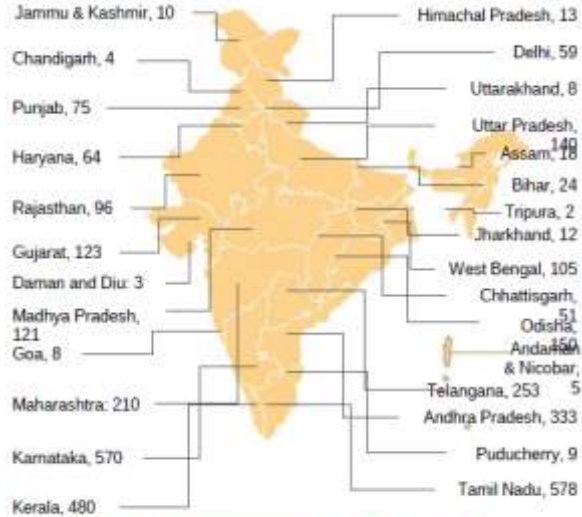 Jammu & Kashmir, 10
Chandigarh, 4
Punjab, 75
Haryana, 64
Rajasthan, 96
Gujarat, 123
Daman and Diu: 3
Madhya Pradesh,
121
Goa, 8
Maharashtra: 210
Karnataka, 570
Kerala, 480
Himachal Pradesh, 13
Delhi, 59
Uttarakhand, 8
Uttar Pradesh,
140
Assam, 18
Bihar, 24
Tripura, 2
Jharkhand, 12
West Bengal, 105
Chhattisgarh,
51
Odisha,
150
Andaman
& Nicobar,
5
Telangana, 253
Andhra Pradesh, 333
Puducherry, 9
Tamil Nadu, 578